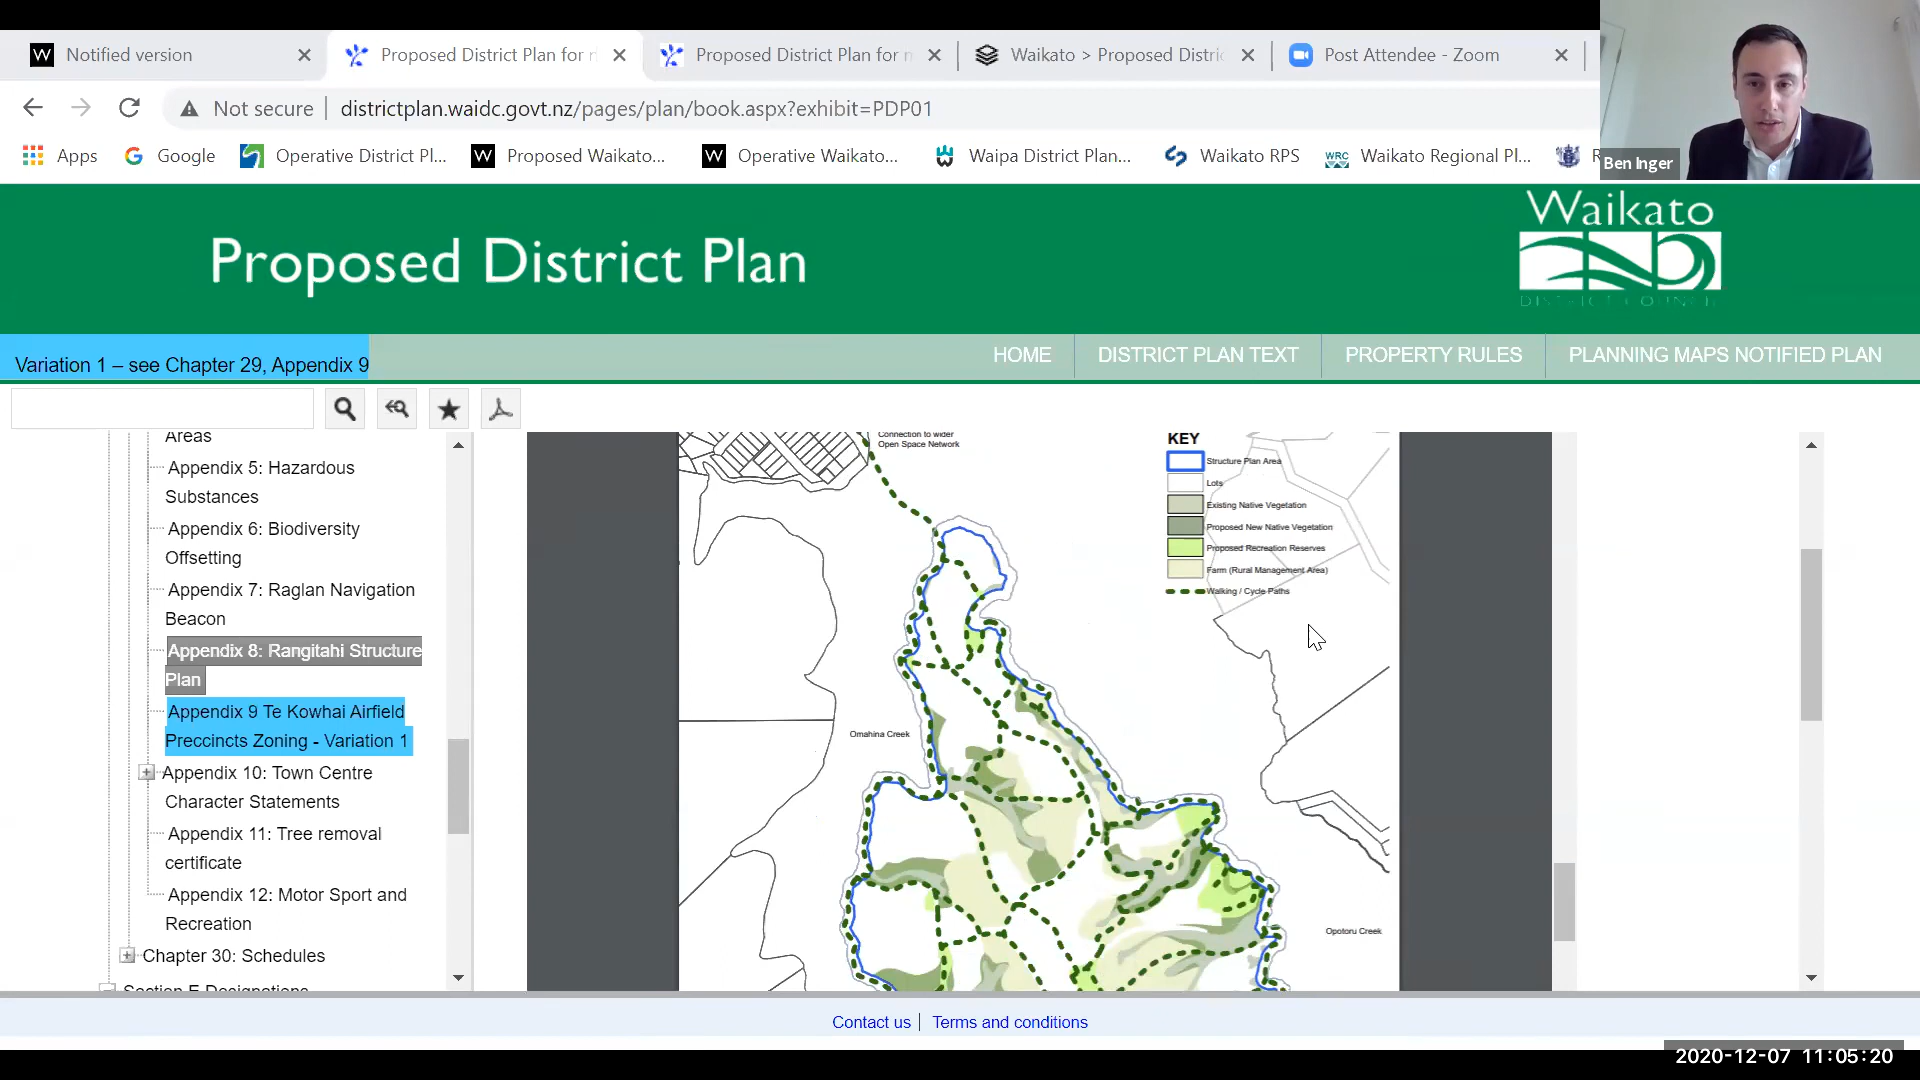 Notified version
Proposed District Plan for n
Proposed District Plan for n
Waikato > Proposed Distric
Post Attendee - Zoom
Not secure
districtplan.waidc.govt.nz/pages/plan/book.aspx?exhibit=PDP01
Apps
Google
Operative District Pl...
Proposed Waikato...
Operative Waikato...
Waipa District Plan...
Waikato RPS
WRC
Waikato Regional Pl...
Ben Inger
Proposed District Plan
Waikato
DISTRICT COUNCIL
Variation 1 – see Chapter 29, Appendix 9
HOME
DISTRICT PLAN TEXT
PROPERTY RULES
PLANNING MAPS NOTIFIED PLAN
Areas
Appendix 5: Hazardous
Substances
Appendix 6: Biodiversity
Offsetting
Appendix 7: Raglan Navigation
Beacon
Appendix 8: Rangitahi Structure
Plan
Appendix 9 Te Kowhai Airfield
Preccincts Zoning - Variation 1
Appendix 10: Town Centre
Character Statements
Appendix 11: Tree removal
certificate
Appendix 12: Motor Sport and
Recreation
Chapter 30: Schedules
Section E Designations
Connection to wider
Open Space Network
KEY
Structure Plan Area
Lots
Existing Native Vegetation
Proposed New Native Vegetation
Proposed Recreation Reserves
Farm (Rural Management Area)
Walking / Cycle Paths
Omahina Creek
Opotoru Creek
Contact us
Terms and conditions
2020-12-07 11:05:20